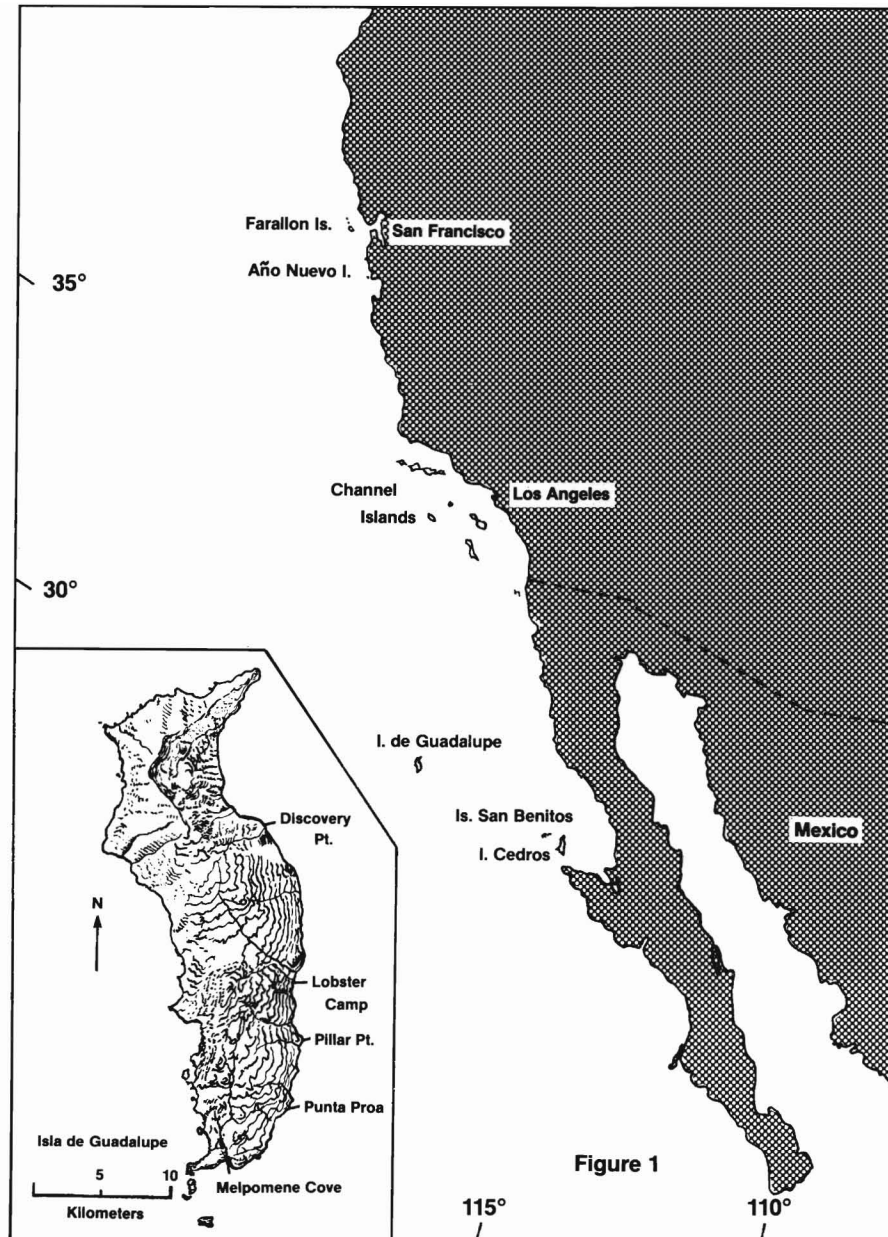 Farallon Is.
San Francisco
Año Nuevo I.
35°
Channel
Islands
Los Angeles
30°
I. de Guadalupe
Is. San Benitos
I. Cedros
Mexico
Discovery
Pt.
N
Lobster
Camp
Pillar Pt.
Punta Proa
Isla de Guadalupe
5 10
Kilometers
Melpomene Cove
Figure 1
115° 110°